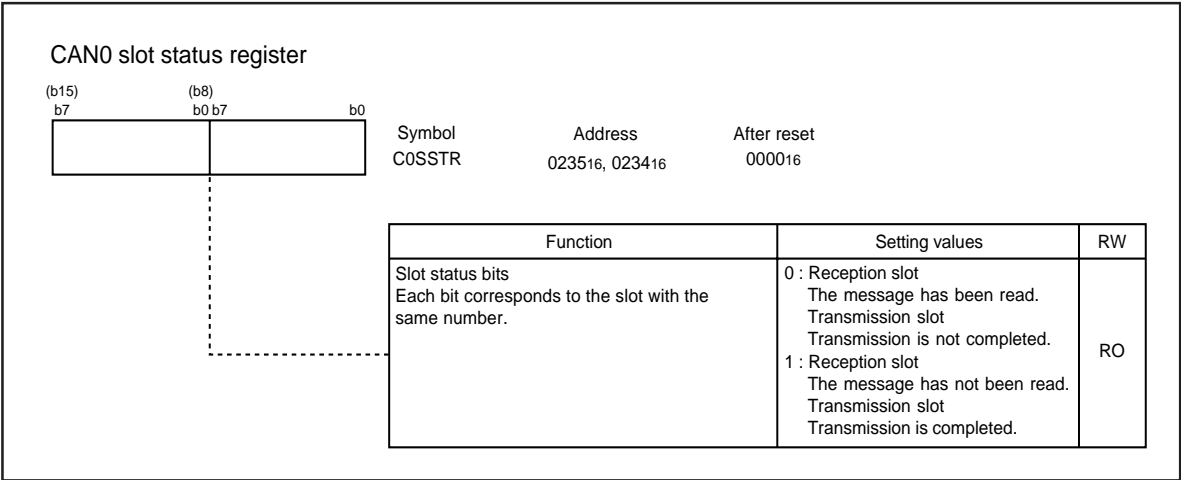 CAN0 slot status register
(b15) (b8)
b7 b0 b7 b0
Symbol Address After reset
C0SSTR 023516, 023416 000016
Function Setting values RW
Slot status bits
Each bit corresponds to the slot with the
same number.
0 : Reception slot
The message has been read.
Transmission slot
Transmission is not completed.
1 : Reception slot
The message has not been read.
Transmission slot
Transmission is completed.
RO